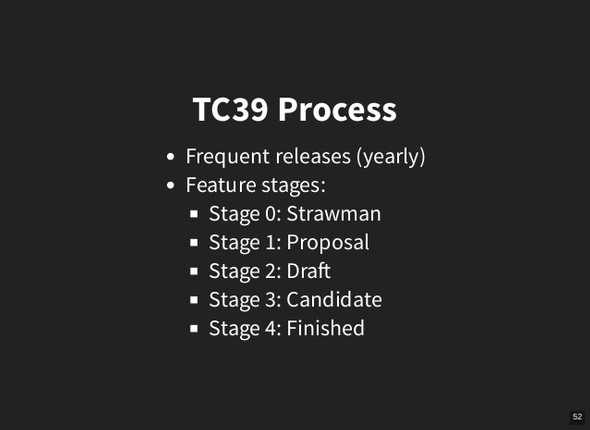 TC39 Process
• Frequent releases (yearly)
• Feature stages:
▪ Stage 0: Strawman
▪ Stage 1: Proposal
▪ Stage 2: Draft
▪ Stage 3: Candidate
▪ Stage 4: Finished
52